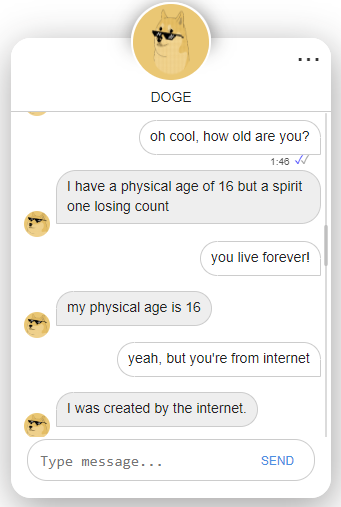 ...
DOGE
oh cool, how old are you?
1:46
I have a physical age of 16 but a spirit
one losing count
you live forever!
my physical age is 16
yeah, but you're from internet
I was created by the internet.
Type message... SEND